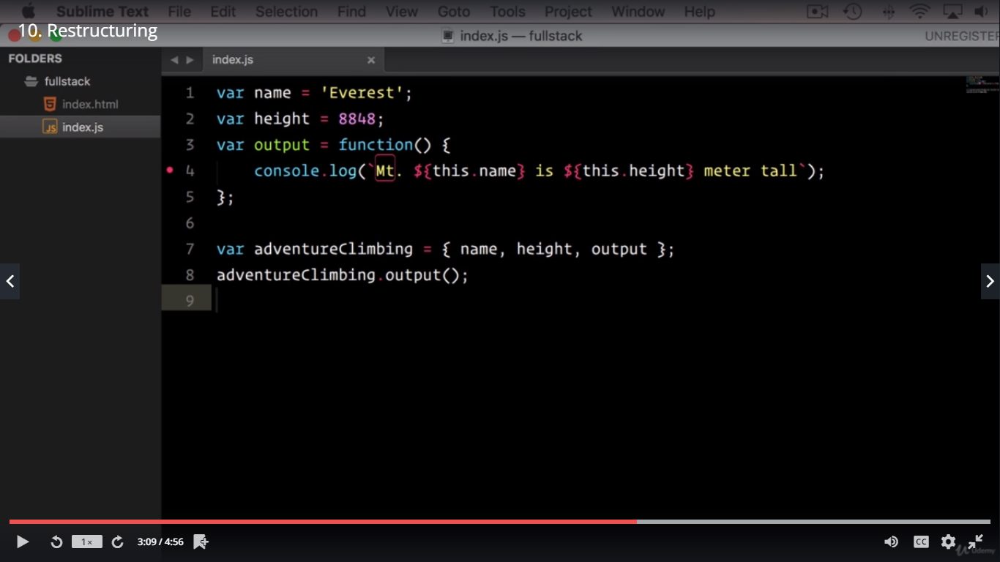 Sublime Text File Edit Selection Find View Goto Tools Project Window Help
10. Restructuring
index.js — fullstack
UNREGISTER
FOLDERS
index.js
fullstack
index.html
index.js
1 var name = 'Everest';
2 var height = 8848;
3 var output = function() {
4 console.log(`Mt. ${this.name} is ${this.height} meter tall`);
5 };
6
7 var adventureClimbing = { name, height, output };
8 adventureClimbing.output();
9
1×
3:09 / 4:56
CC
Udemy